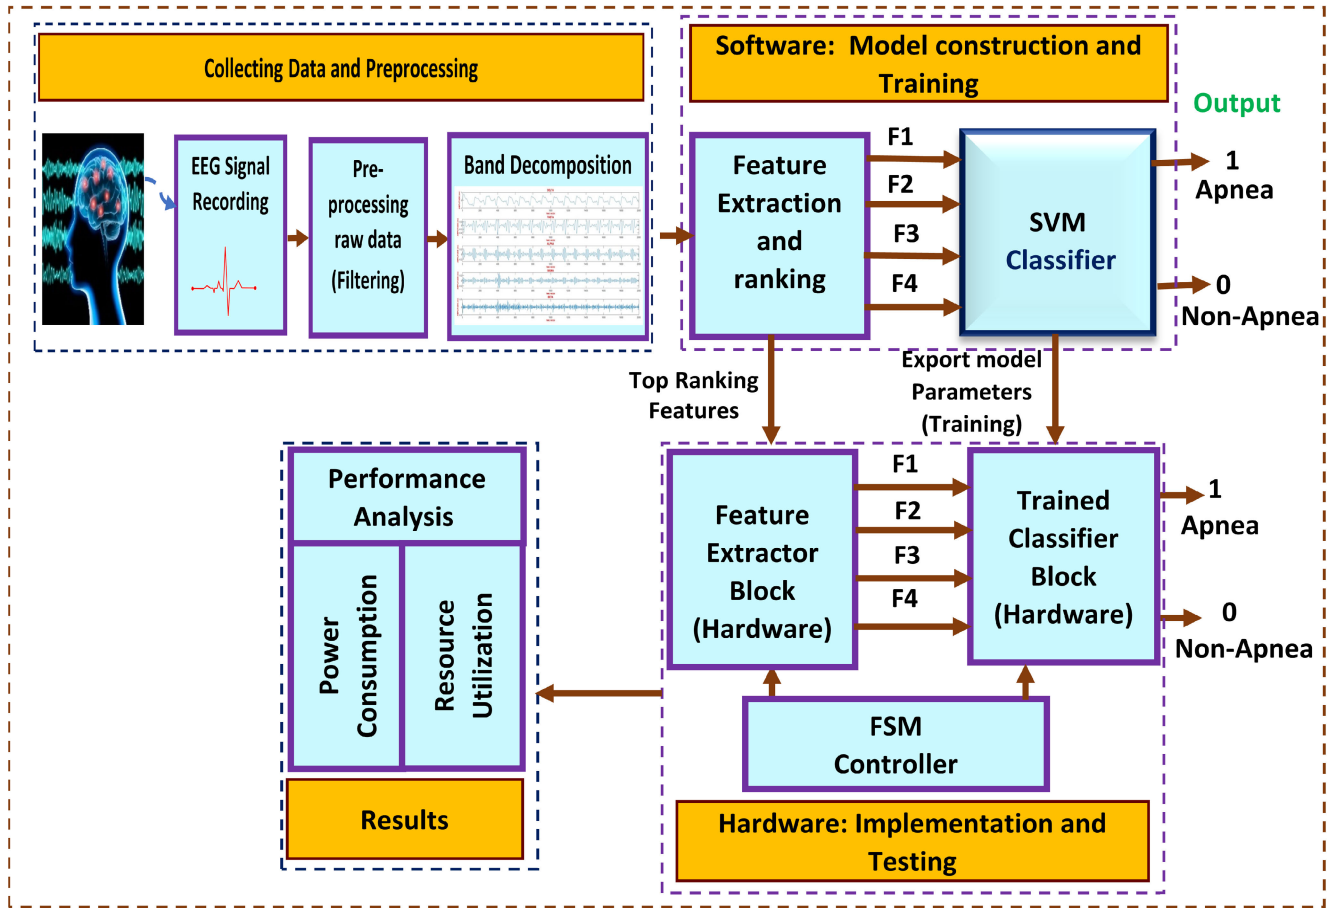 Collecting Data and Preprocessing
Software:  Model construction and
Training
Output
EEG Signal
Recording
Pre-
processing
raw data
(Filtering)
Band Decomposition
Feature
Extraction
and
ranking
F1
F2
F3
F4
SVM
Classifier
1
Apnea
0
Non-Apnea
Top Ranking
Features
Export model
Parameters
(Training)
Performance
Analysis
Power
Consumption
Resource
Utilization
Results
Feature
Extractor
Block
(Hardware)
F1
F2
F3
F4
Trained
Classifier
Block
(Hardware)
1
Apnea
0
Non-Apnea
FSM
Controller
Hardware: Implementation and
Testing